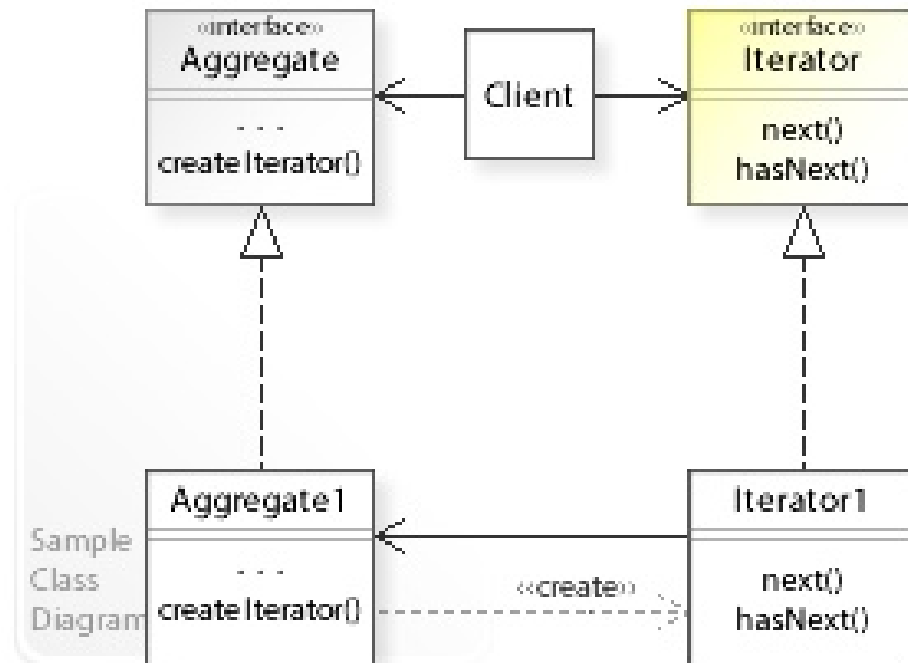 «interface»
Aggregate
- - -
createIterator()
Client
«interface»
Iterator
next()
hasNext()
Aggregate1
- - -
createIterator()
«create»
Iterator1
next()
hasNext()
Sample
Class
Diagram